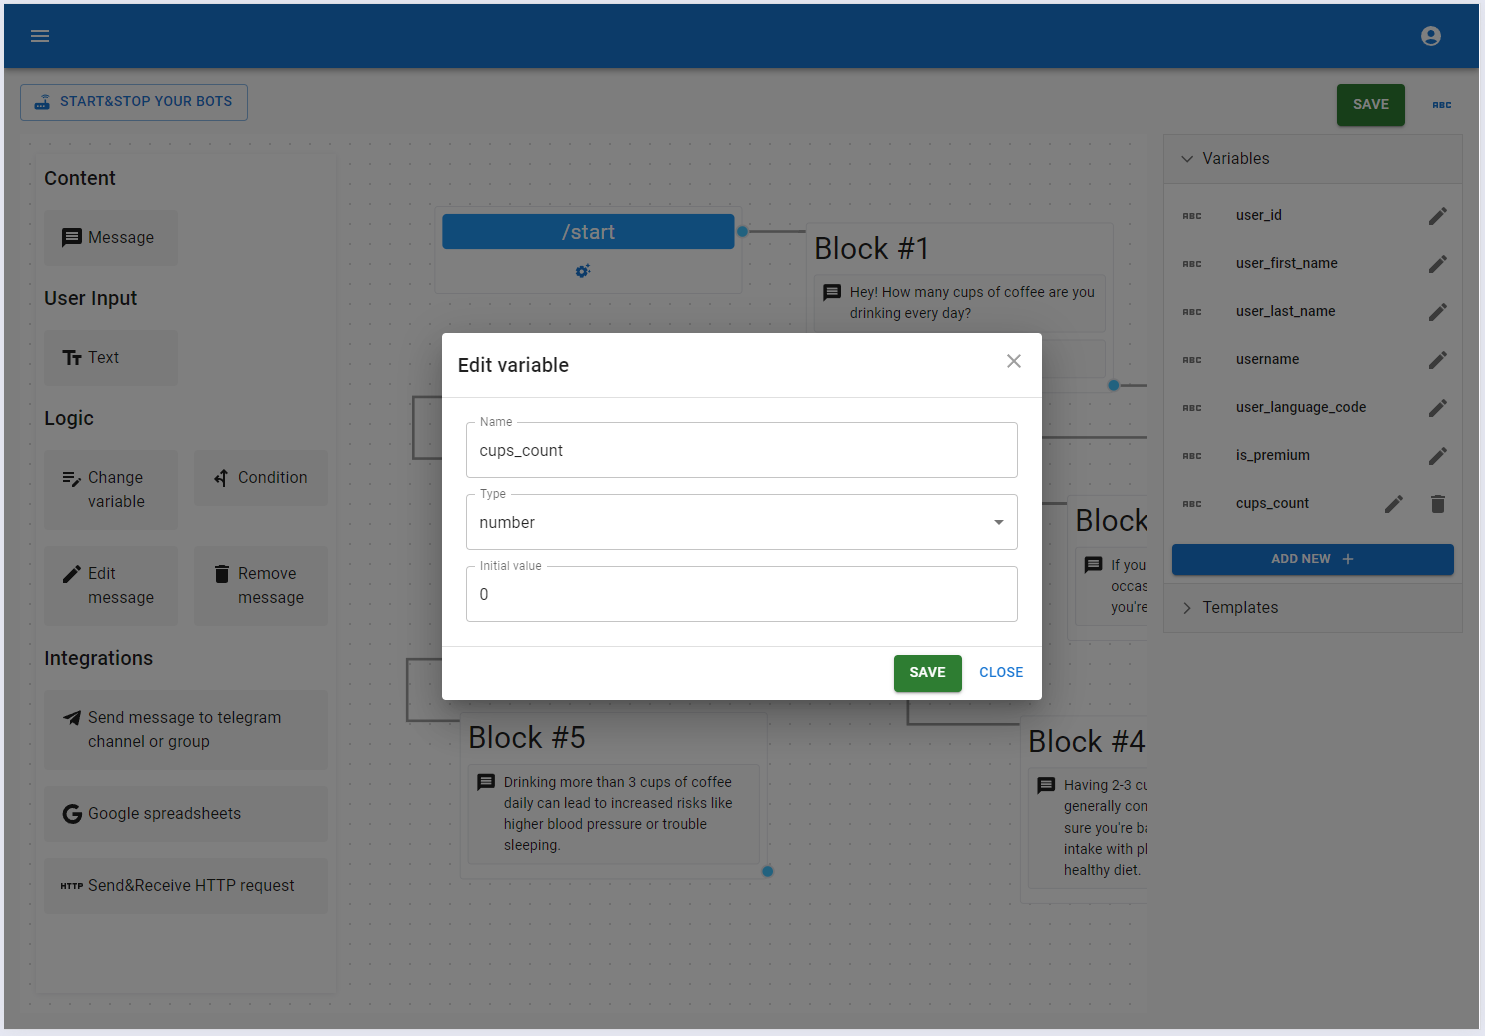 START&STOP YOUR BOTS
SAVE
ABC
Content
Message
User Input
Text
Logic
Change
variable
Condition
Edit
message
Remove
message
Integrations
Send message to telegram
channel or group
Google spreadsheets
HTTP Send&Receive HTTP request
/start
Block #1
Hey! How many cups of coffee are you
drinking every day?
Block
If you
occas
you're
Block #5
Drinking more than 3 cups of coffee
daily can lead to increased risks like
higher blood pressure or trouble
sleeping.
Block #4
Having 2-3 cu
generally con
sure you're ba
intake with pl
healthy diet.
Edit variable
Name
cups_count
Type
number
Initial value
0
SAVE
CLOSE
Variables
ABC user_id
ABC user_first_name
ABC user_last_name
ABC username
ABC user_language_code
ABC is_premium
ABC cups_count
ADD NEW +
Templates